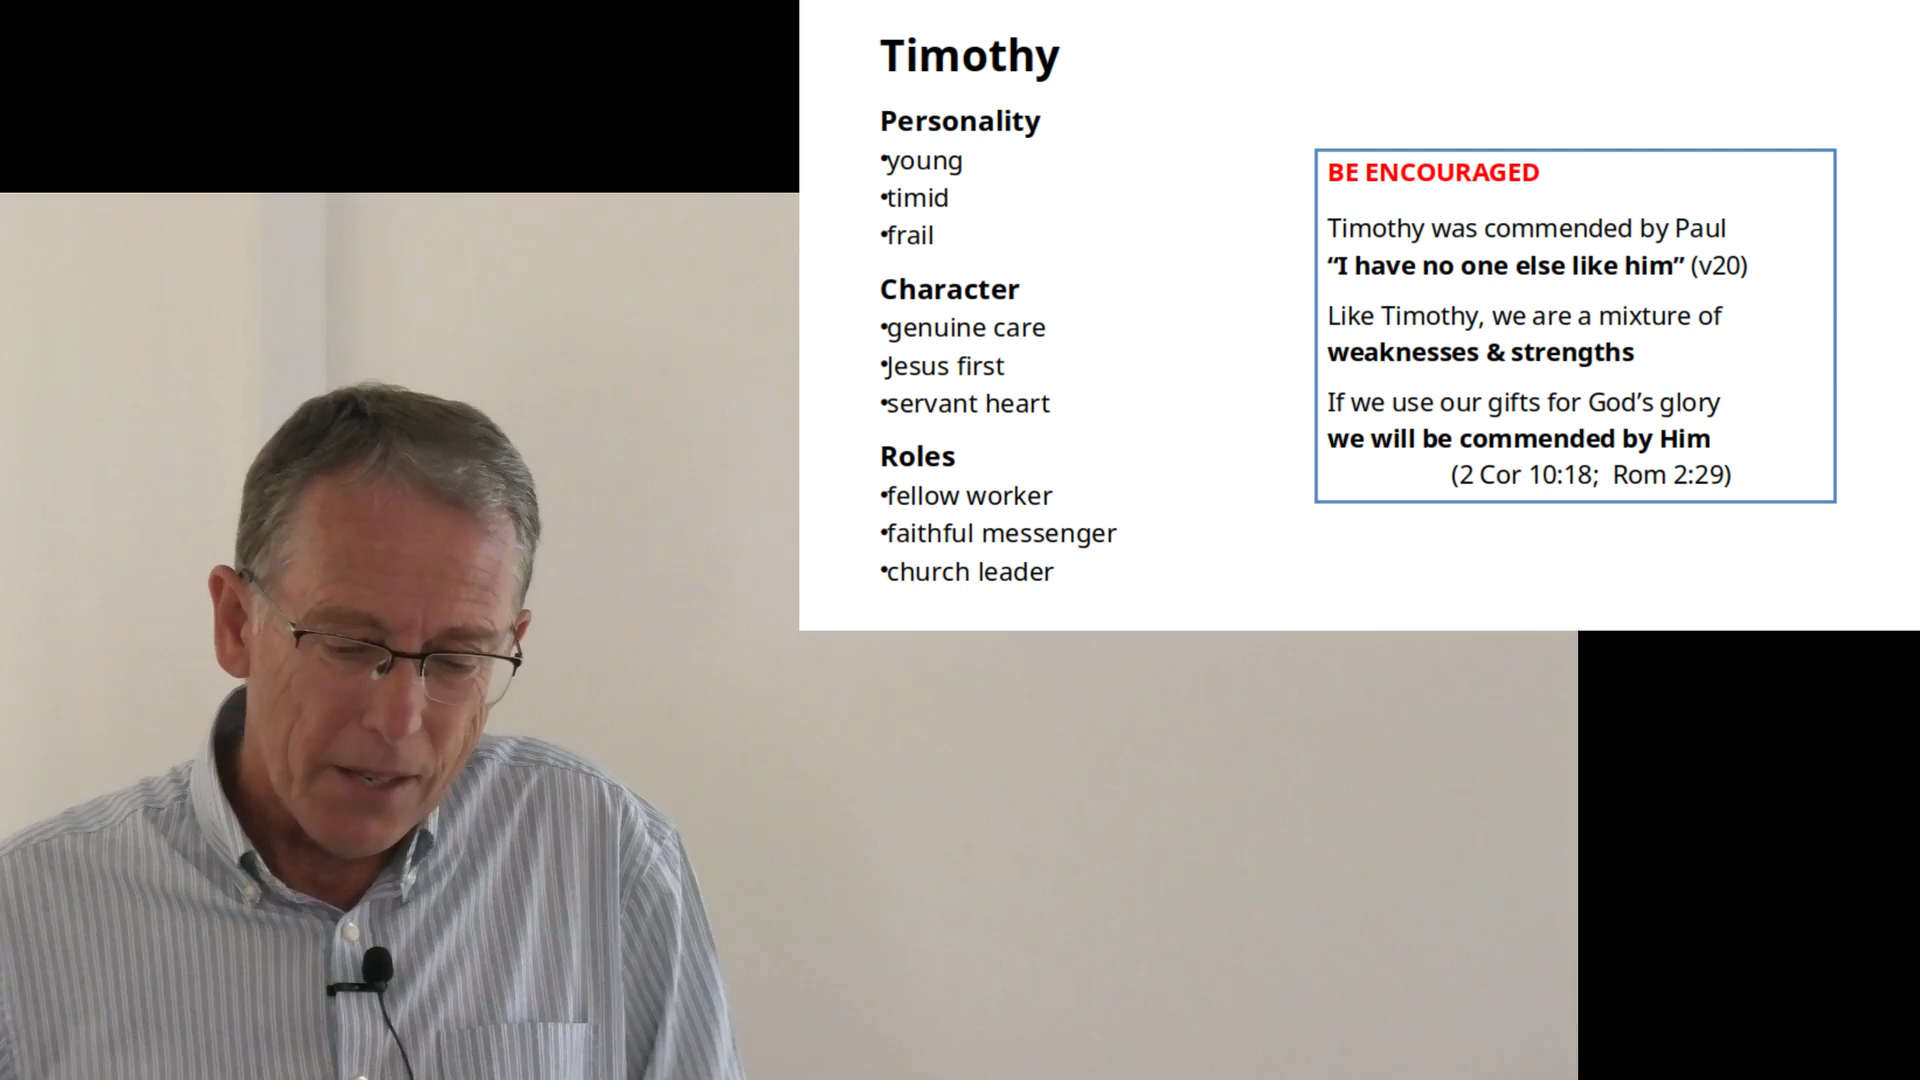 Timothy
Personality
•young
•timid
•frail
Character
•genuine care
•Jesus first
•servant heart
Roles
•fellow worker
•faithful messenger
•church leader
BE ENCOURAGED
Timothy was commended by Paul
“I have no one else like him” (v20)
Like Timothy, we are a mixture of
weaknesses & strengths
If we use our gifts for God’s glory
we will be commended by Him
(2 Cor 10:18; Rom 2:29)